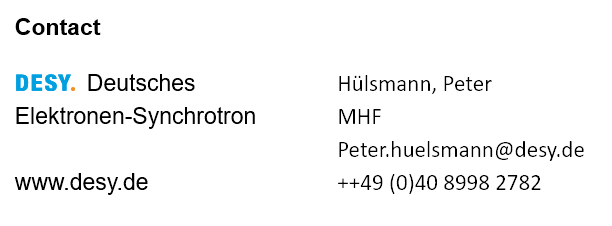 Contact
DESY. Deutsches
Elektronen-Synchrotron
www.desy.de
Hülsmann, Peter
MHF
Peter.huelsmann@desy.de
++49 (0)40 8998 2782